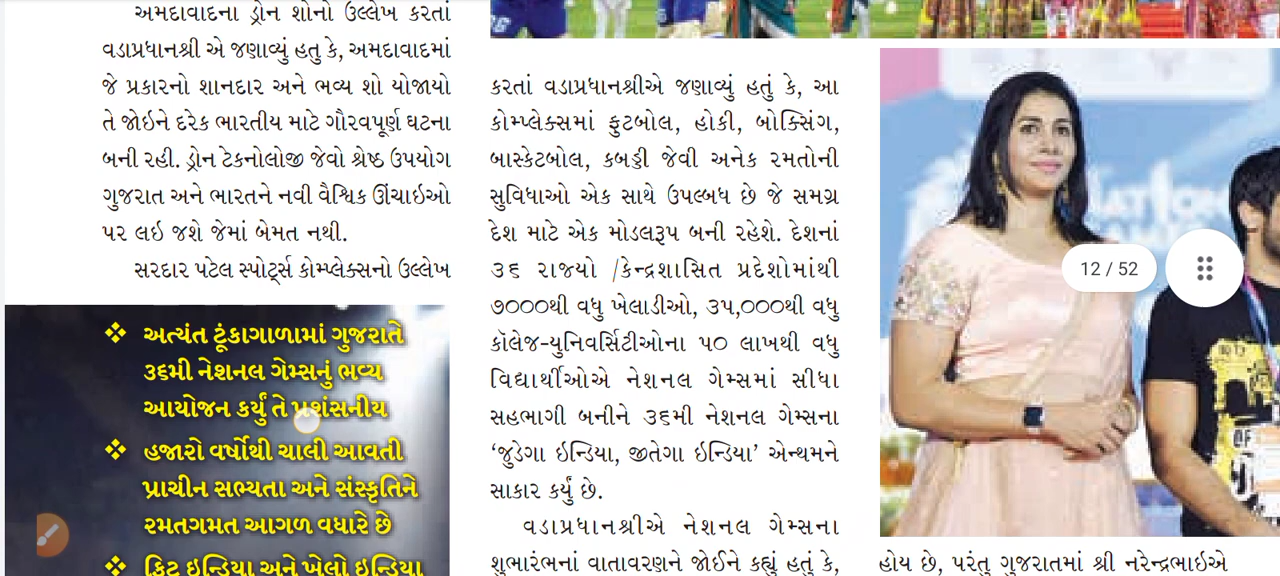 અમદાવાદના ડ્રોન શોનો ઉલ્લેખ કરતાં
વડાપ્રધાનશ્રી એ જણાવ્યું હતુ કે, અમદાવાદમાં
જે પ્રકારનો શાનદાર અને ભવ્ય શો યોજાયો
તે જોઇને દરેક ભારતીય માટે ગૌરવપૂર્ણ ઘટના
બની રહી. ડ્રોન ટેકનોલોજી જેવો શ્રેષ્ઠ ઉપયોગ
ગુજરાત અને ભારતને નવી વૈશ્વિક ઊંચાઇઓ
પર લઇ જશે જેમાં બેમત નથી.
સરદાર પટેલ સ્પોર્ટ્સ કોમ્પ્લેક્સનો ઉલ્લેખ
❖ અત્યંત ટૂંકાગાળામાં ગુજરાતે
૩૬મી નેશનલ ગેમ્સનું ભવ્ય
આયોજન કર્યું તે પ્રશંસનીય
❖ હજારો વર્ષોથી ચાલી આવતી
પ્રાચીન સભ્યતા અને સંસ્કૃતિને
રમતગમત આગળ વધારે છે
❖ ફિટ ઇન્ડિયા અને ખેલો ઇન્ડિયા
કરતાં વડાપ્રધાનશ્રીએ જણાવ્યું હતું કે, આ
કોમ્પ્લેક્સમાં ફુટબોલ, હોકી, બોક્સિંગ,
બાસ્કેટબોલ, કબડ્ડી જેવી અનેક રમતોની
સુવિધાઓ એક સાથે ઉપલબ્ધ છે જે સમગ્ર
દેશ માટે એક મોડલરૂપ બની રહેશે. દેશનાં
૩૬ રાજયો /કેન્દ્રશાસિત પ્રદેશોમાંથી
૭૦૦૦થી વધુ ખેલાડીઓ, ૩૫,૦૦૦થી વધુ
કૉલેજ-યુનિવર્સિટીઓના ૫૦ લાખથી વધુ
વિદ્યાર્થીઓએ નેશનલ ગેમ્સમાં સીધા
સહભાગી બનીને ૩૬મી નેશનલ ગેમ્સના
‘જુડેગા ઇન્ડિયા, જીતેગા ઇન્ડિયા’ એન્થમને
સાકાર કર્યું છે.
વડાપ્રધાનશ્રીએ નેશનલ ગેમ્સના
શુભારંભનાં વાતાવરણને જોઈને કહ્યું હતું કે,
12 / 52
હોય છે, પરંતુ ગુજરાતમાં શ્રી નરેન્દ્રભાઇએ